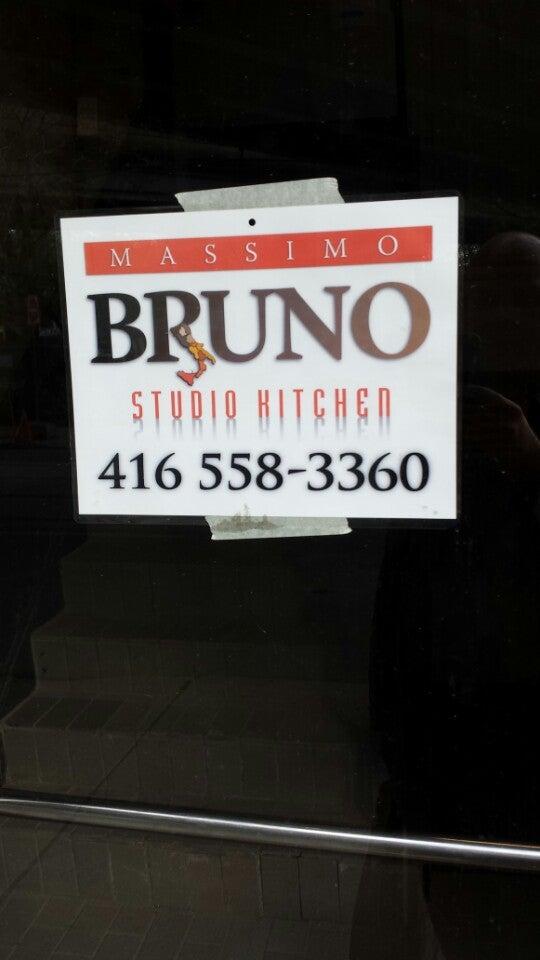 MASSIMO
BRUNO
STUDIO KITCHEN
416 558-3360